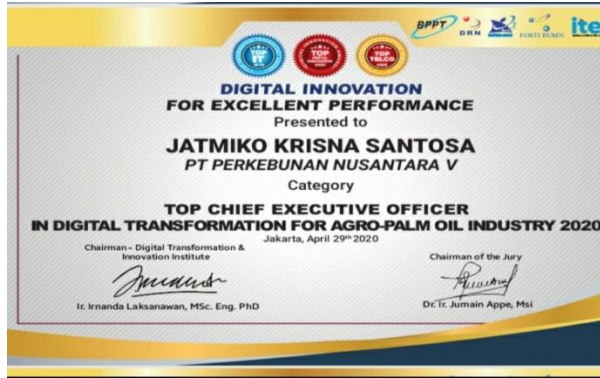 BPPT
DRN
FORTI BUMN
ite
TOP IT
TOP
TOP TELCO
DIGITAL INNOVATION
FOR EXCELLENT PERFORMANCE
Presented to
JATMIKO KRISNA SANTOSA
PT PERKEBUNAN NUSANTARA V
Category
TOP CHIEF EXECUTIVE OFFICER
IN DIGITAL TRANSFORMATION FOR AGRO-PALM OIL INDUSTRY 2020
Jakarta, April 29th 2020
Chairman - Digital Transformation &
Innovation Institute
Chairman of the Jury
Ir. Irnanda Laksanawan, MSc. Eng. PhD
Dr. Ir. Jumain Appe, Msi